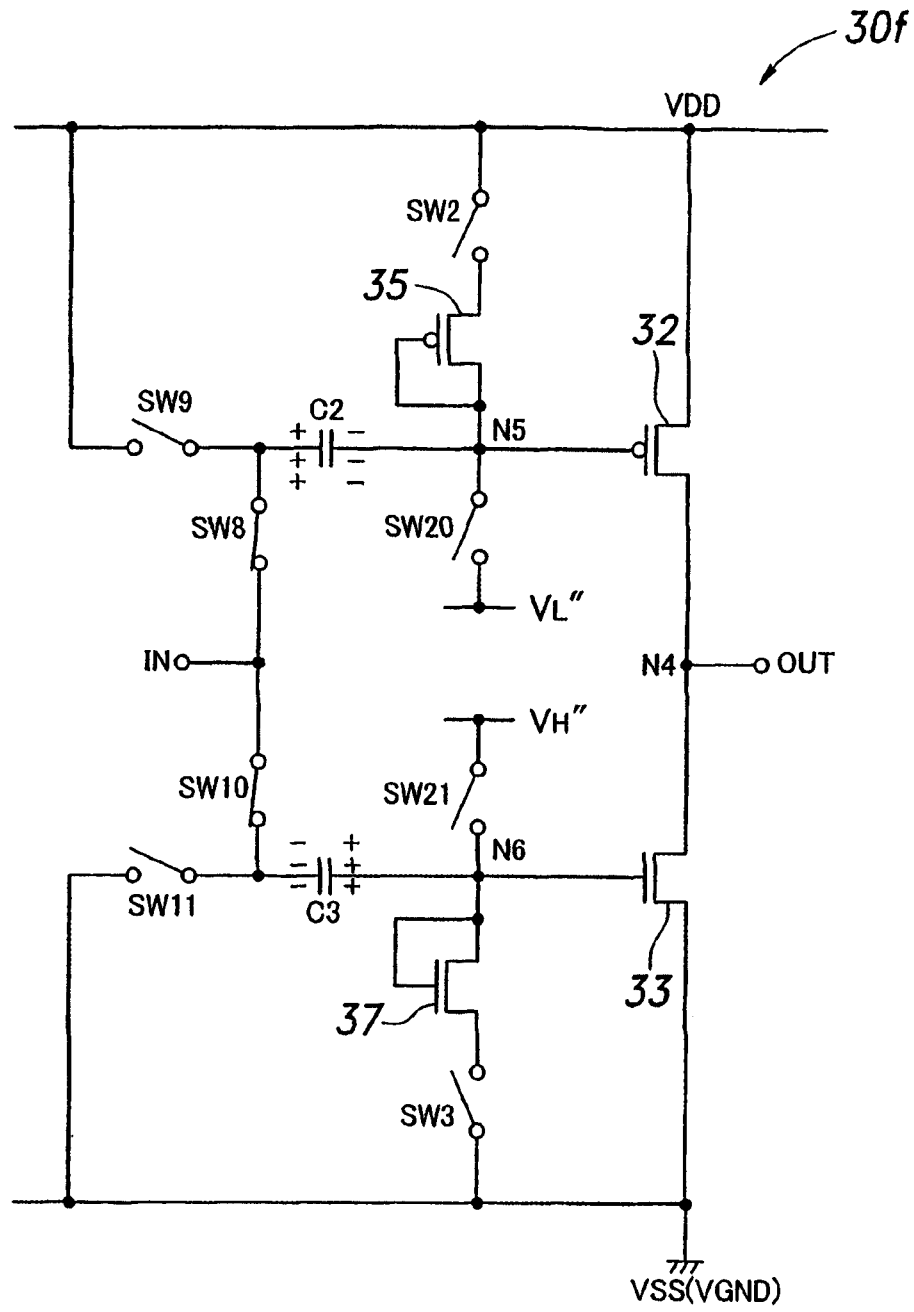 30f
VDD
SW2
35
32
SW9
C2
+ −
+ −
+ −
N5
SW8
SW20
VL″
IN
N4
OUT
VH″
SW10
SW21
− +
− +
− +
N6
SW11
C3
33
37
SW3
VSS(VGND)